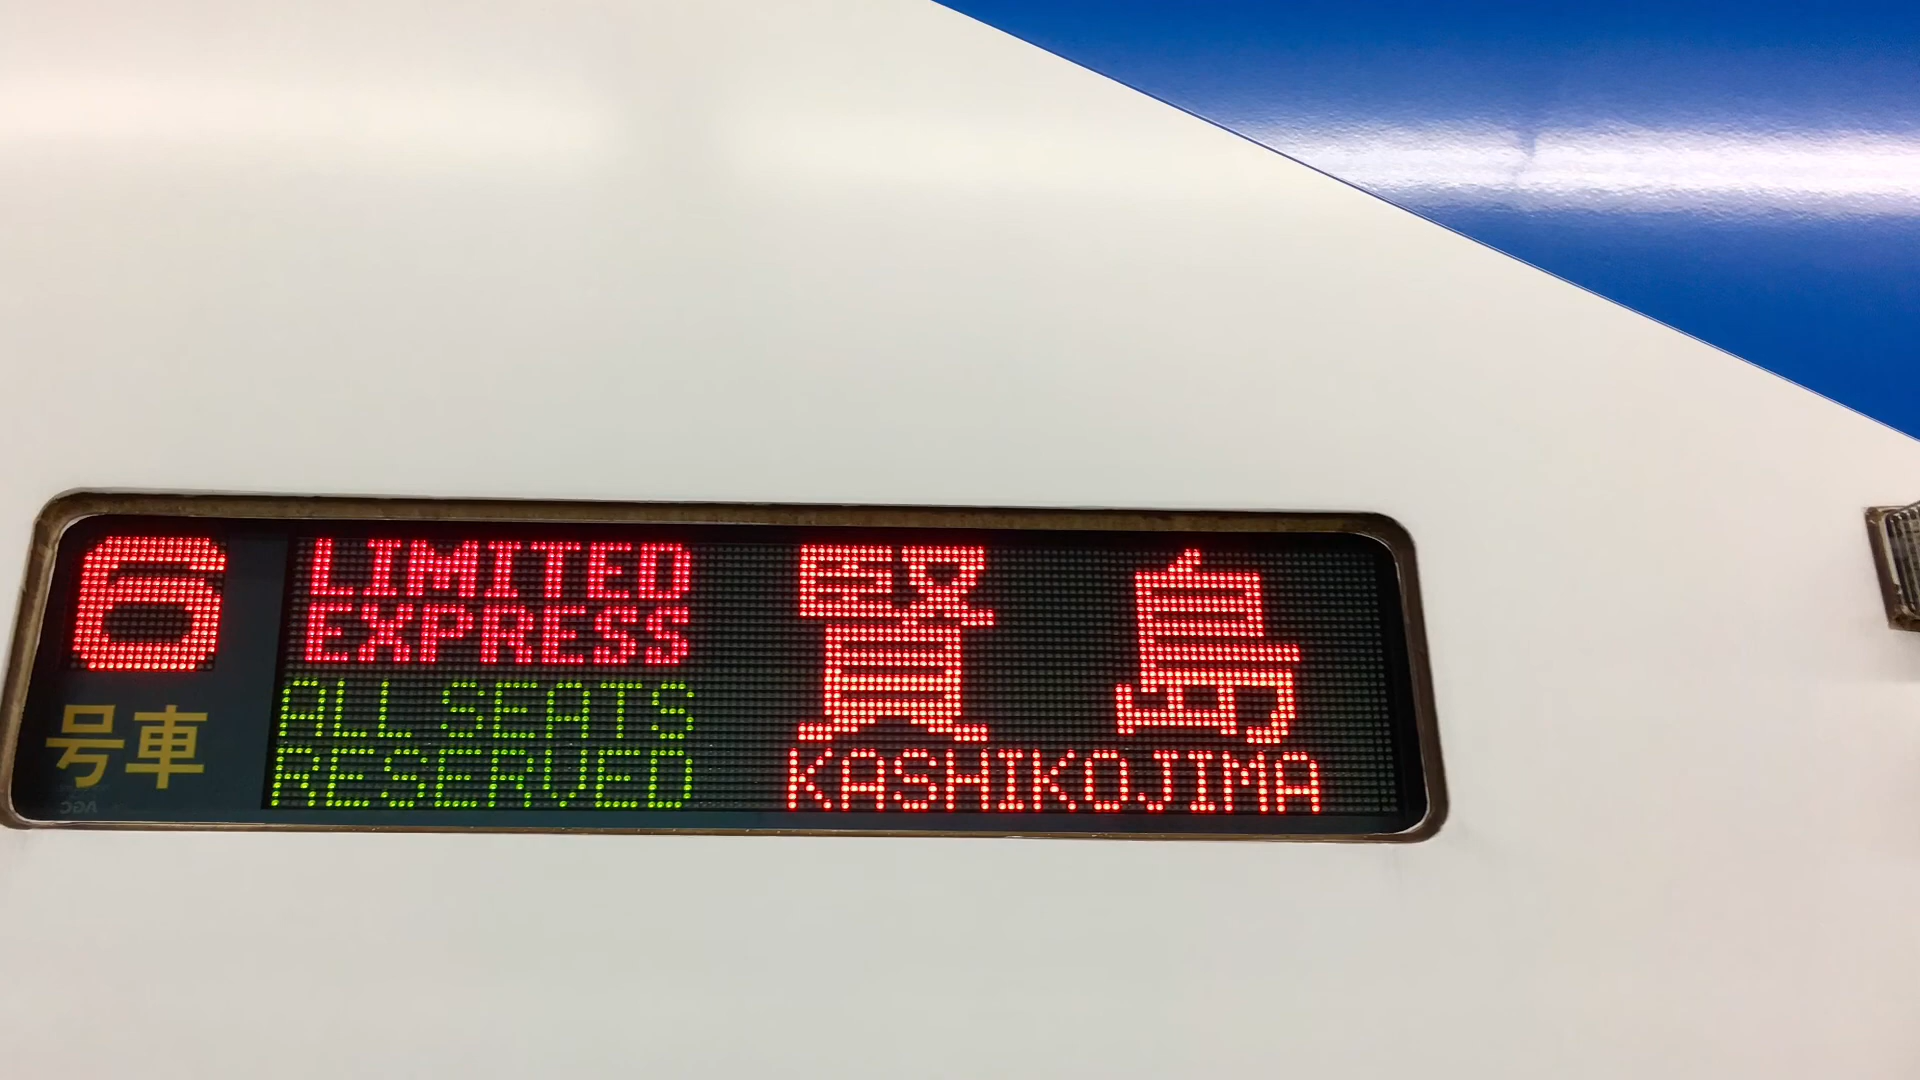 6
号車
LIMITED
EXPRESS
ALL SEATS
RESERVED
賢島
KASHIKOJIMA